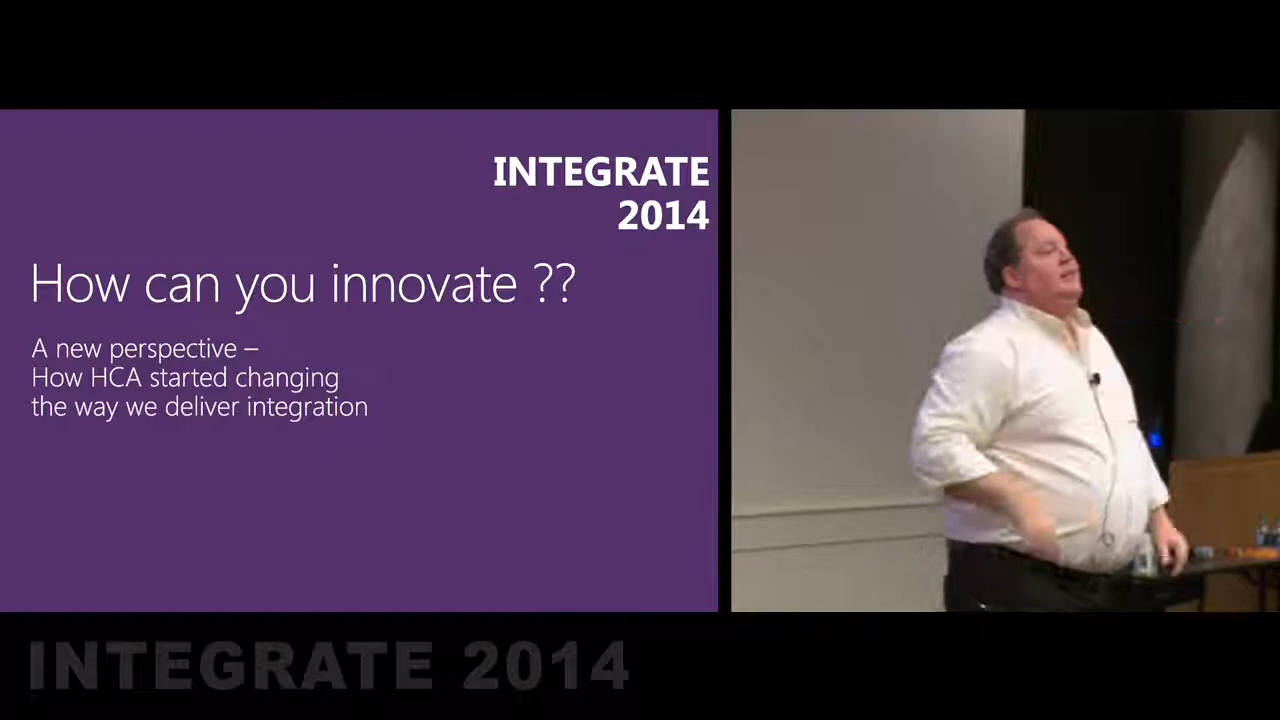 INTEGRATE
2014
How can you innovate ??
A new perspective –
How HCA started changing
the way we deliver integration
INTEGRATE 2014